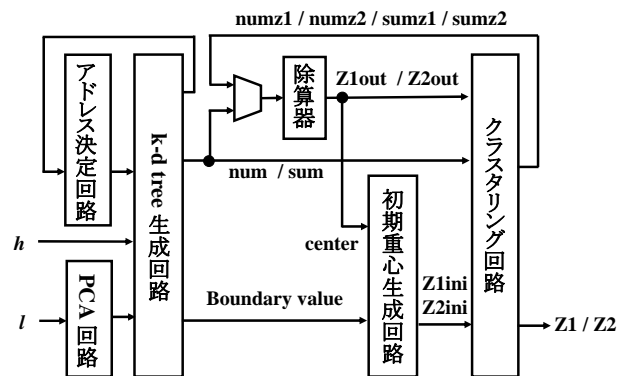 numz1 / numz2 / sumz1 / sumz2
アドレス決定回路
k-d tree 生成回路
除算器
Z1out / Z2out
クラスタリング回路
num / sum
h
center
初期重心生成回路
PCA 回路
Boundary value
Z1ini
Z2ini
l
Z1 / Z2